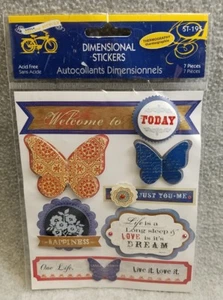 DIMENSIONAL
STICKERS
ST-19
Acid Free
Sans Acide
Autocollants Dimensionnels
7 Pieces
7 Pièces
Welcome to
TODAY
JUST YOU & ME
HAPPINESS
Life is a
Long sleep &
LOVE is it's
DREAM
Our Life,
Live it, Love it.